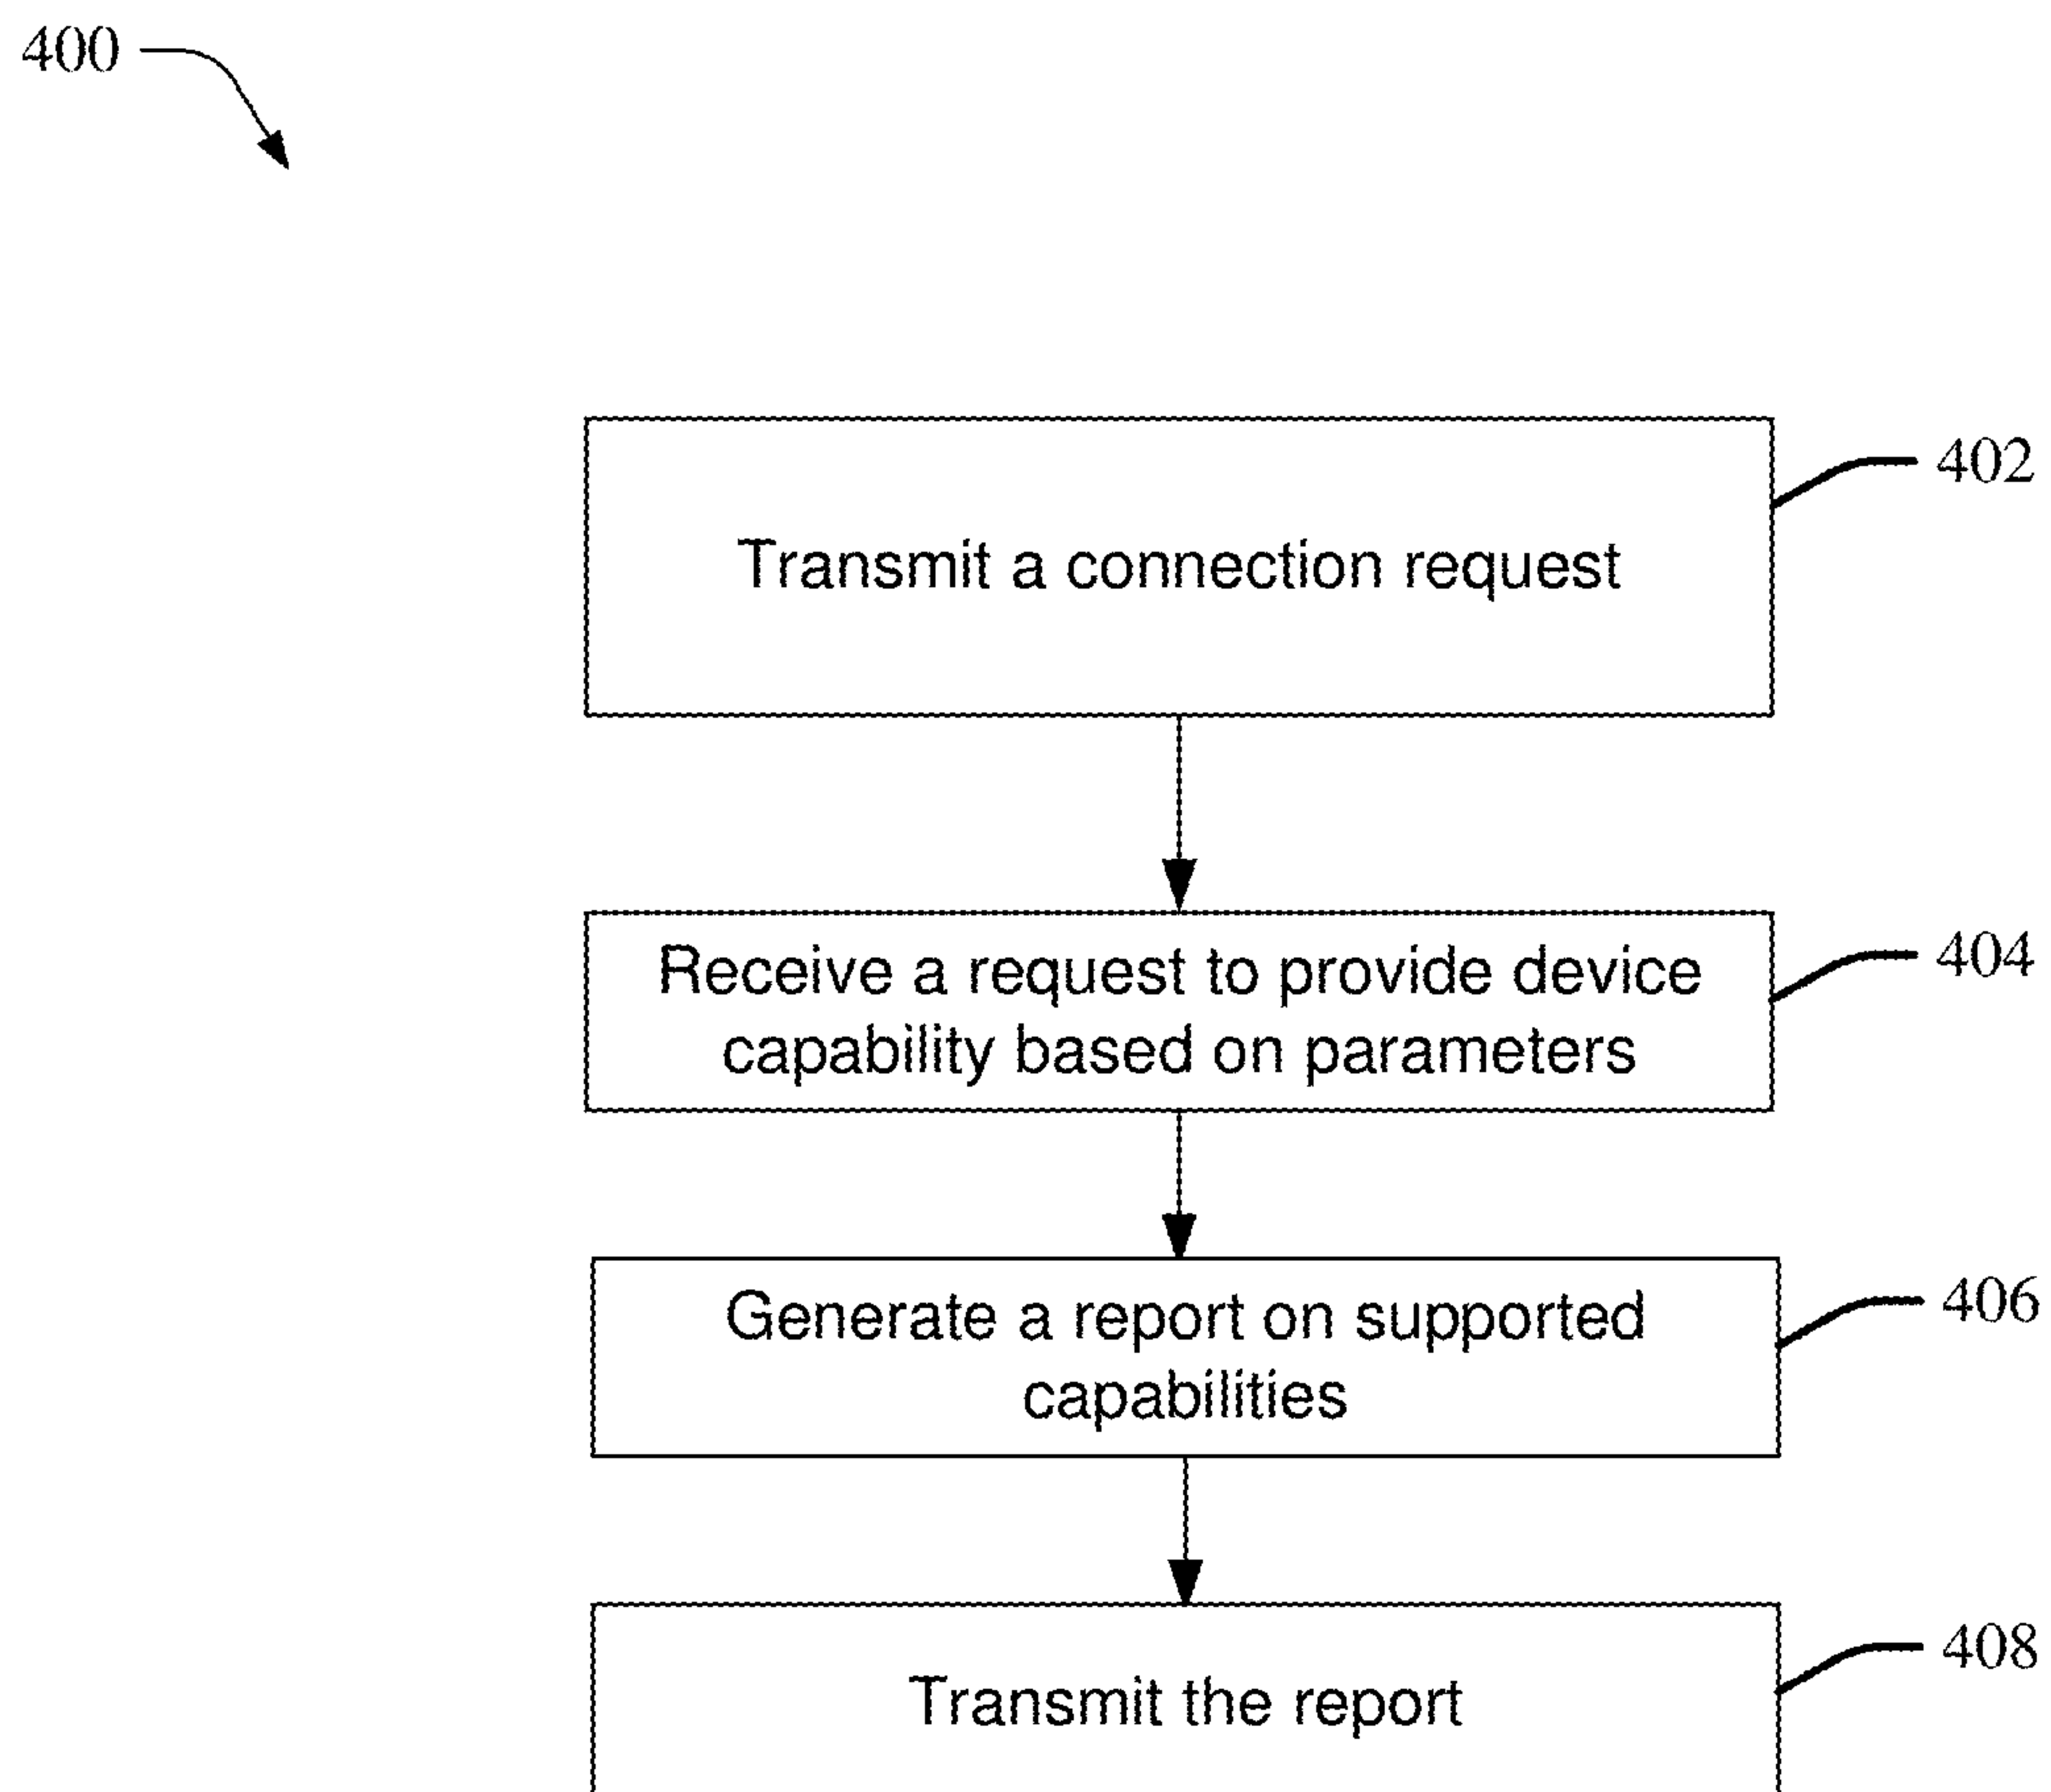 400
402
Transmit a connection request
404
Receive a request to provide device
capability based on parameters
406
Generate a report on supported
capabilities
408
Transmit the report